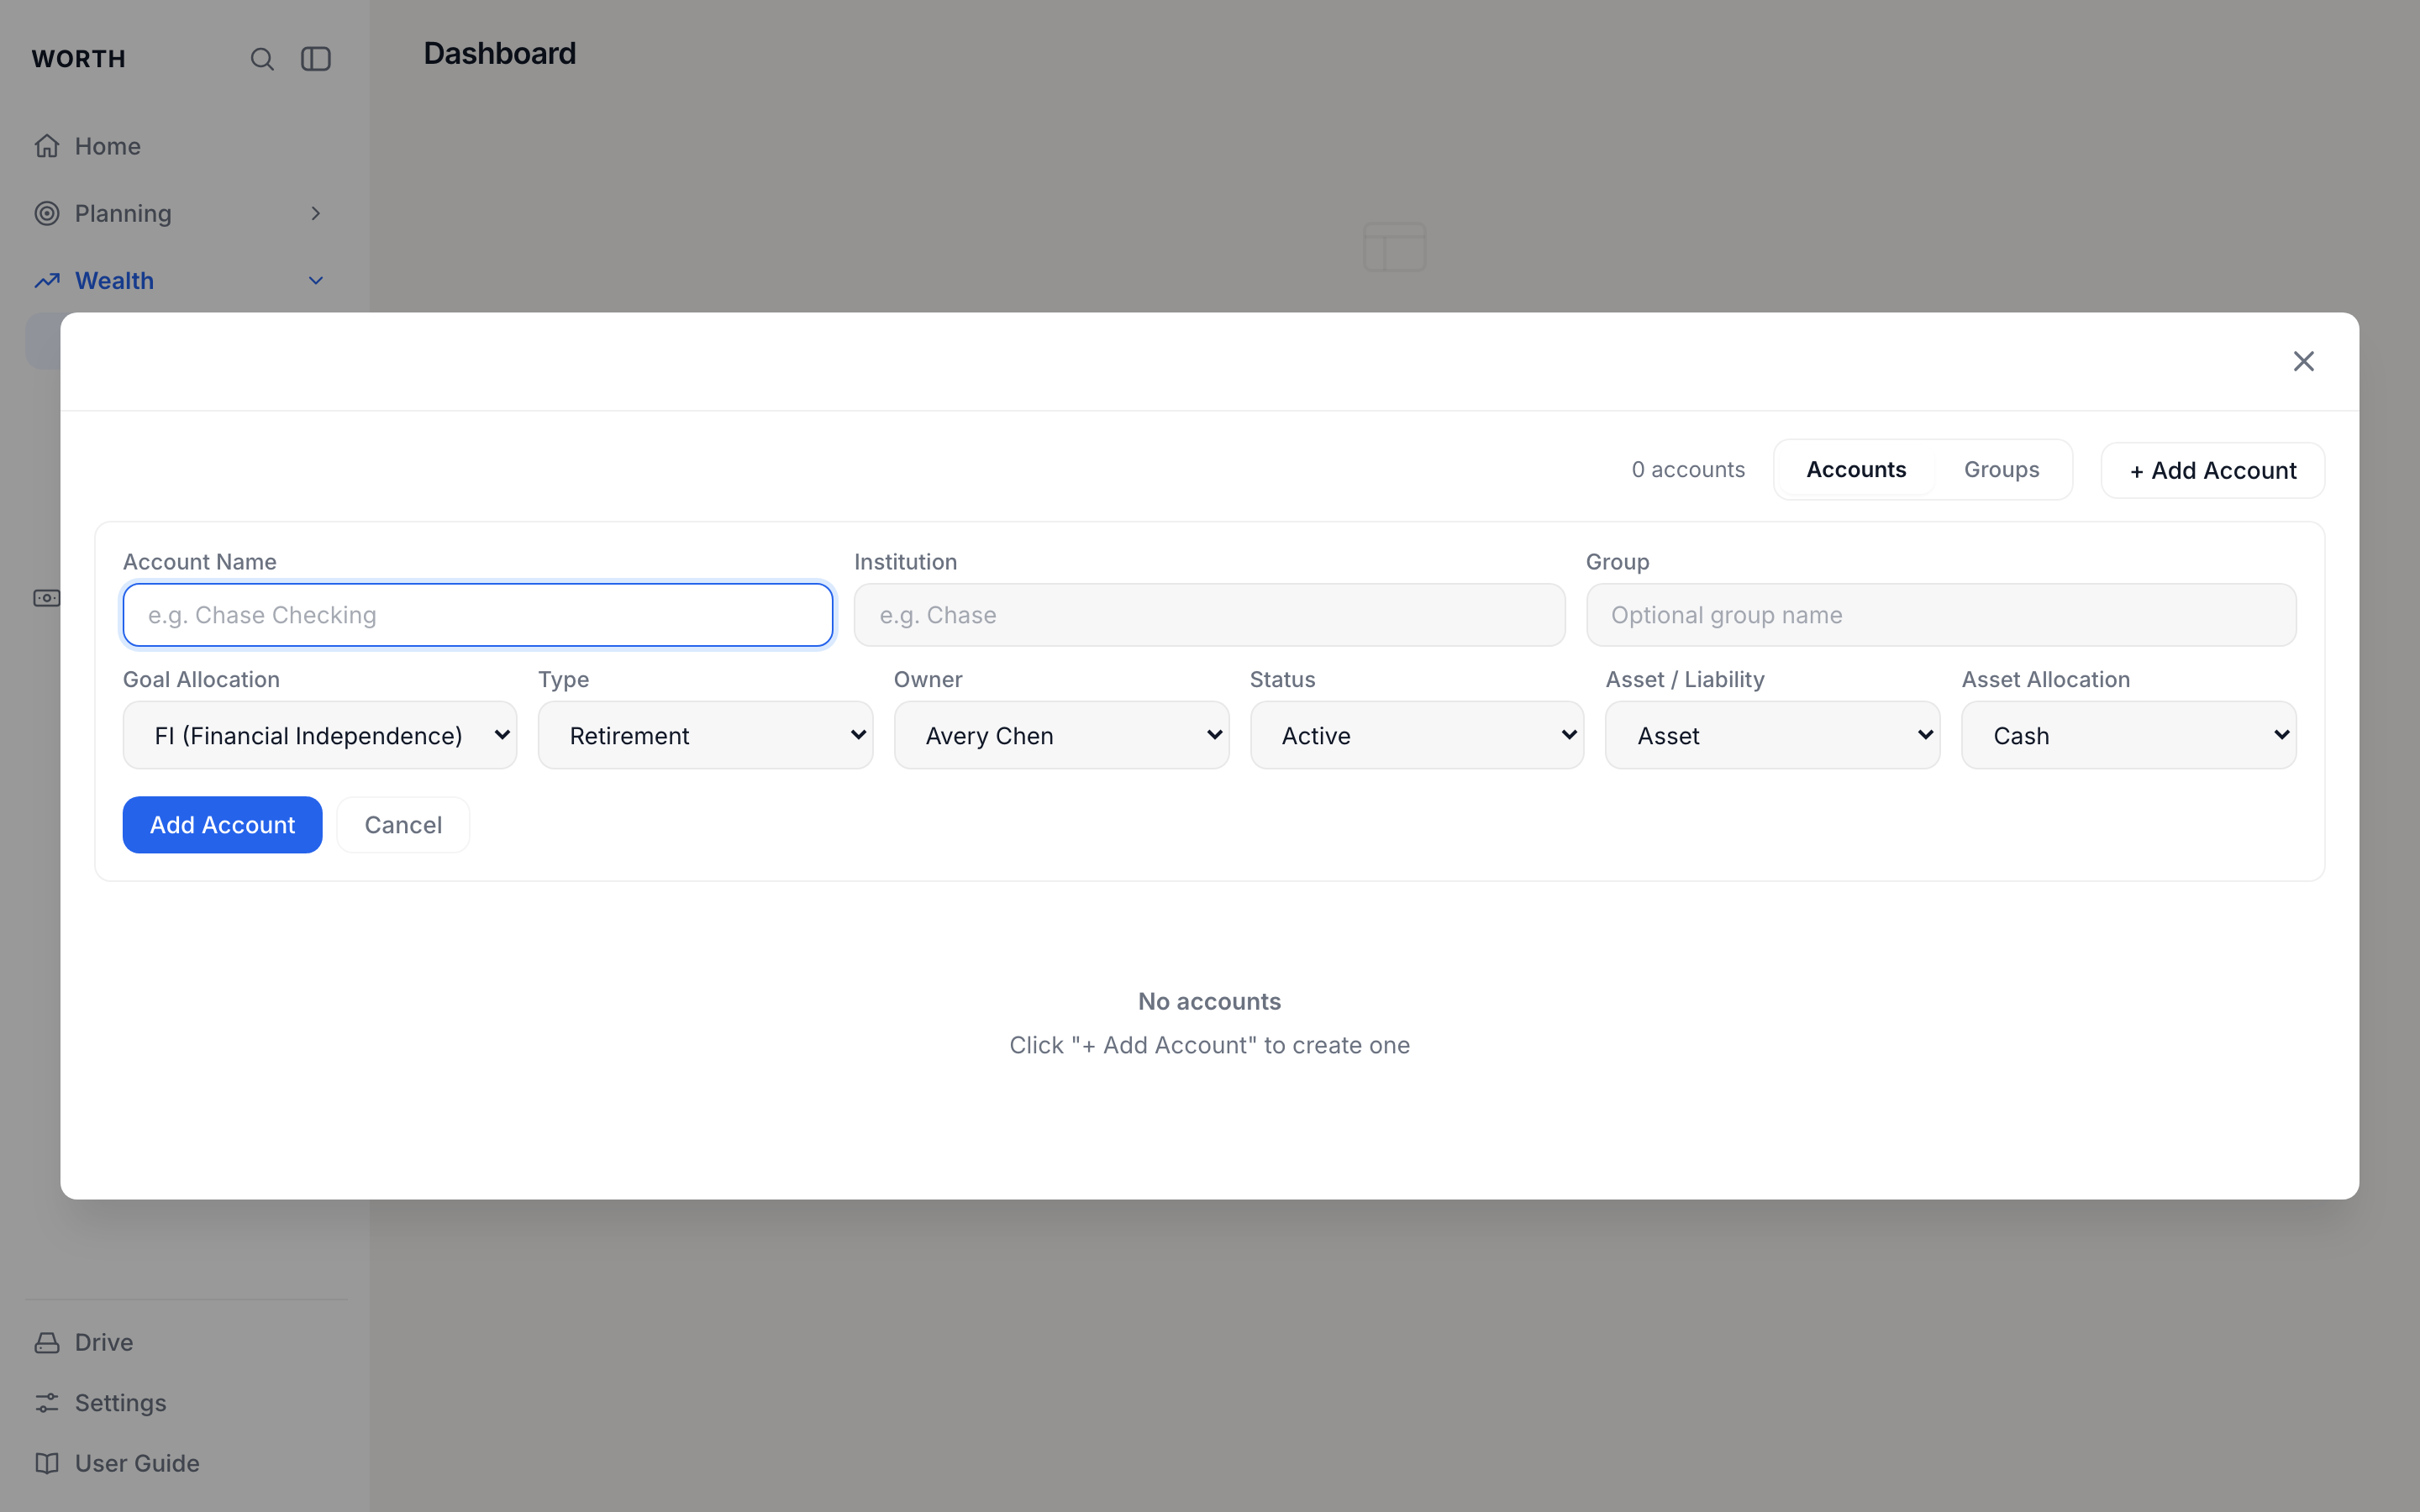 WORTH
Dashboard
Home
Planning
Wealth
0 accounts
Accounts
Groups
+ Add Account
Account Name
Institution
Group
e.g. Chase Checking
e.g. Chase
Optional group name
Goal Allocation
Type
Owner
Status
Asset / Liability
Asset Allocation
FI (Financial Independence)
Retirement
Avery Chen
Active
Asset
Cash
Add Account
Cancel
No accounts
Click "+ Add Account" to create one
Drive
Settings
User Guide